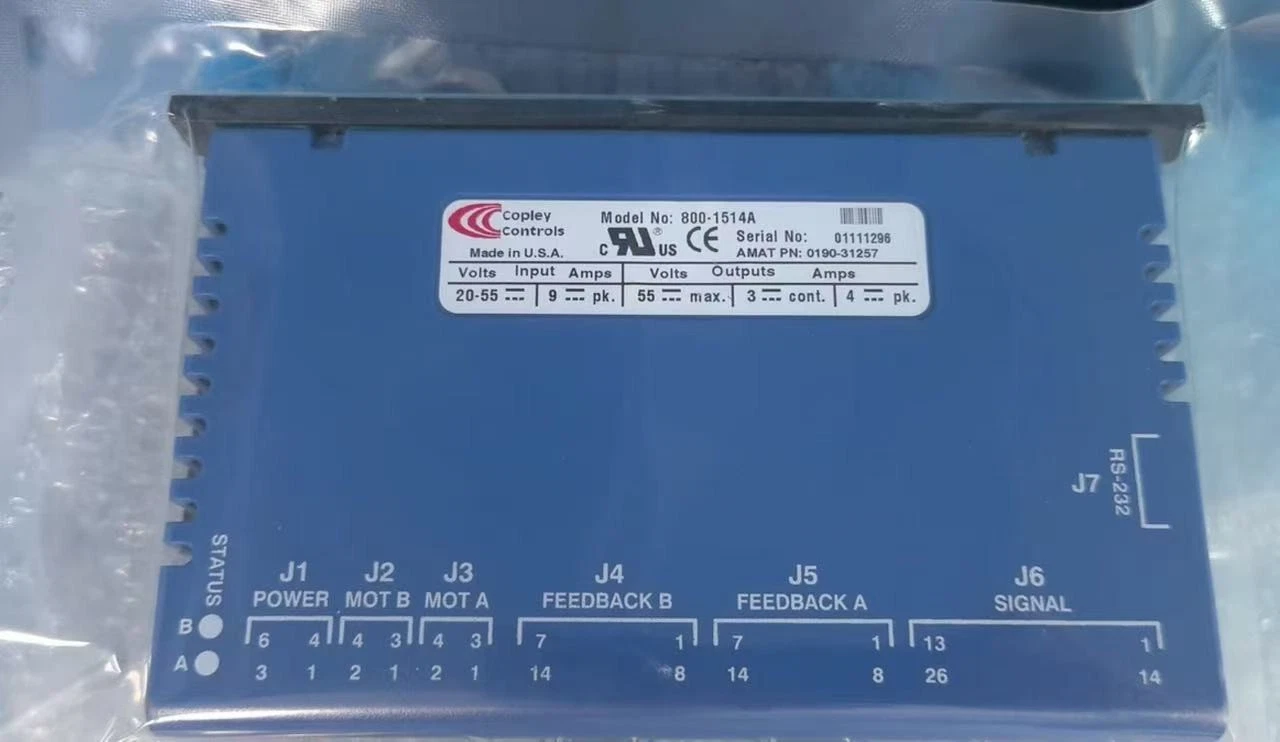 Copley Controls
Model No: 800-1514A
Made in U.S.A.
C RU® US CE
Serial No: 01111296
AMAT PN: 0190-31257
Volts Input Amps Volts Outputs Amps
20-55 9 pk. 55 max. 3 cont. 4 pk.
J7
RS-232
STATUS
B
A
J1 J2 J3 J4 J5 J6
POWER MOT B MOT A FEEDBACK B FEEDBACK A SIGNAL
6 4 4 3 4 3 7 1 7 1 13 1
3 1 2 1 2 1 14 8 14 8 26 14